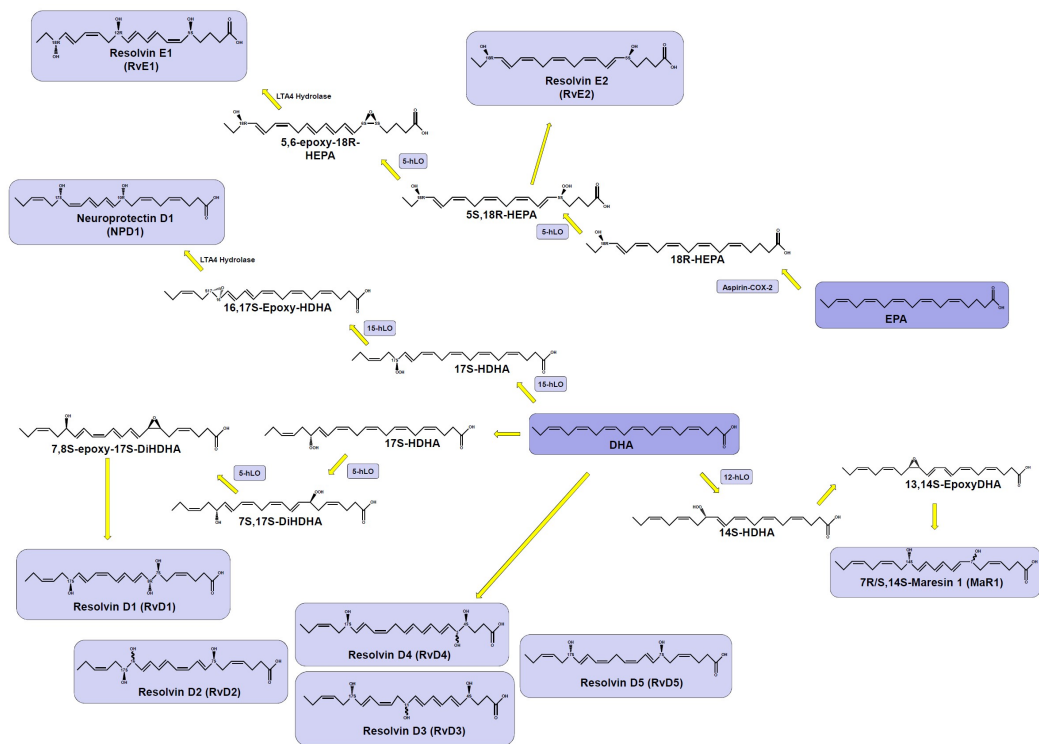 Resolvin E1
(RvE1)
Resolvin E2
(RvE2)
LTA4 Hydrolase
5,6-epoxy-18R-
HEPA
5-hLO
5S,18R-HEPA
Neuroprotectin D1
(NPD1)
5-hLO
18R-HEPA
LTA4 Hydrolase
Aspirin-COX-2
16,17S-Epoxy-HDHA
EPA
15-hLO
17S-HDHA
15-hLO
7,8S-epoxy-17S-DiHDHA
17S-HDHA
DHA
5-hLO
5-hLO
12-hLO
13,14S-EpoxyDHA
7S,17S-DiHDHA
14S-HDHA
7R/S,14S-Maresin 1 (MaR1)
Resolvin D1 (RvD1)
Resolvin D4 (RvD4)
Resolvin D5 (RvD5)
Resolvin D2 (RvD2)
Resolvin D3 (RvD3)